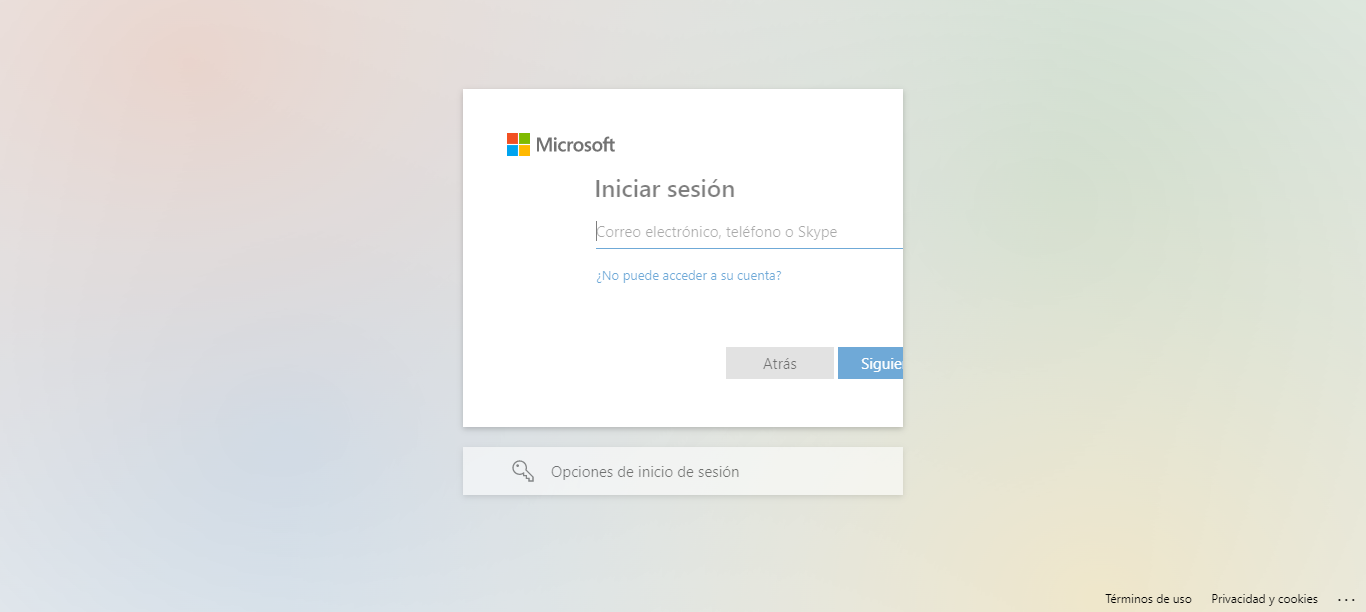 Microsoft
Iniciar sesión
Correo electrónico, teléfono o Skype
¿No puede acceder a su cuenta?
Atrás Siguie
Opciones de inicio de sesión
Términos de uso Privacidad y cookies ...